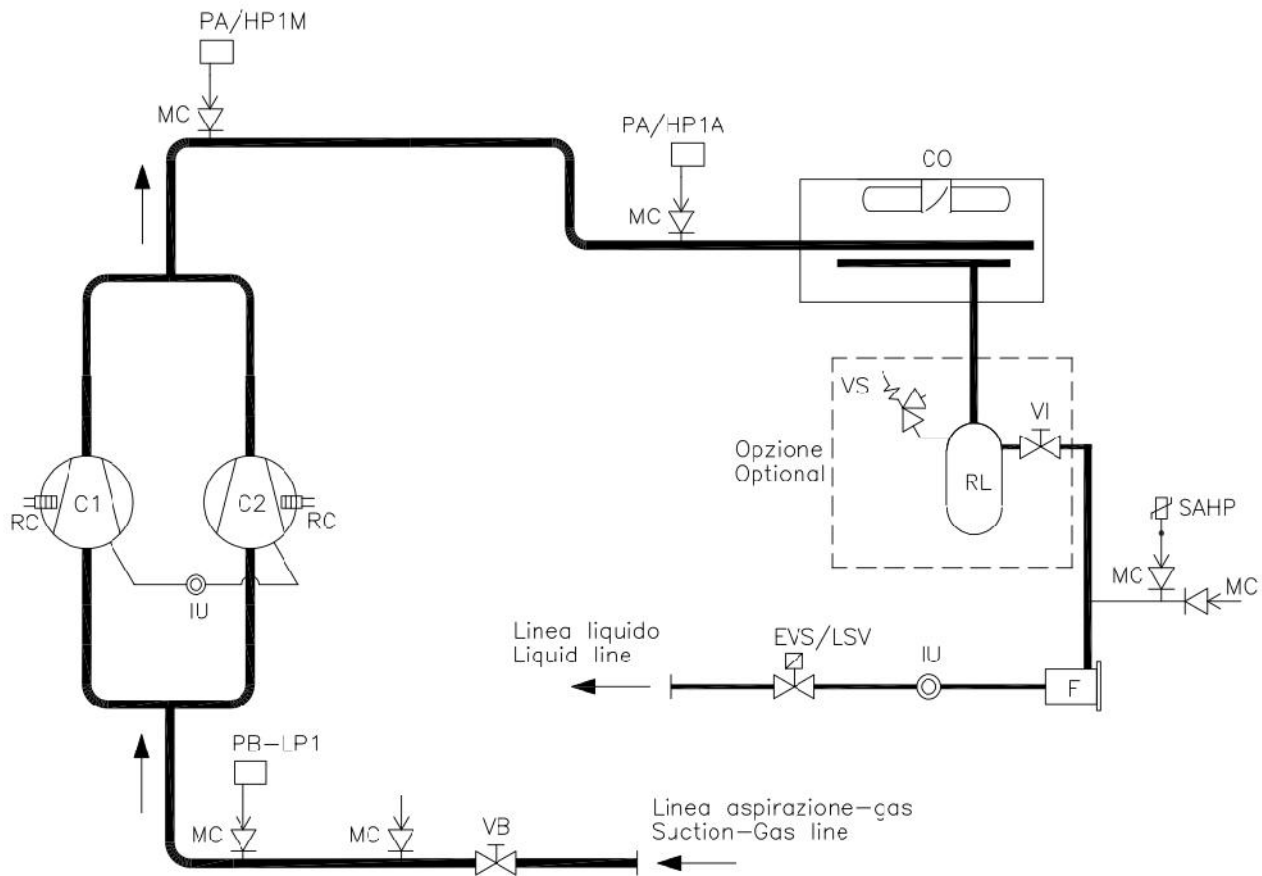 PA/HP1M
MC
PA/HP1A
MC
CO
VS
VI
Opzione
Optional
RL
C1
C2
RC
RC
IU
SAHP
MC
MC
Linea liquido
Liquid line
EVS/LSV
IU
F
PB-LP1
MC
MC
VB
Linea aspirazione-gas
Suction-Gas line